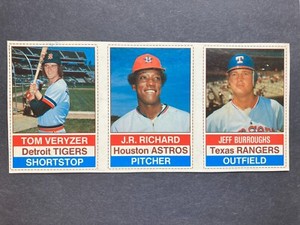 TOM VERYZER
Detroit TIGERS
SHORTSTOP
J.R. RICHARD
Houston ASTROS
PITCHER
JEFF BURROUGHS
Texas RANGERS
OUTFIELD